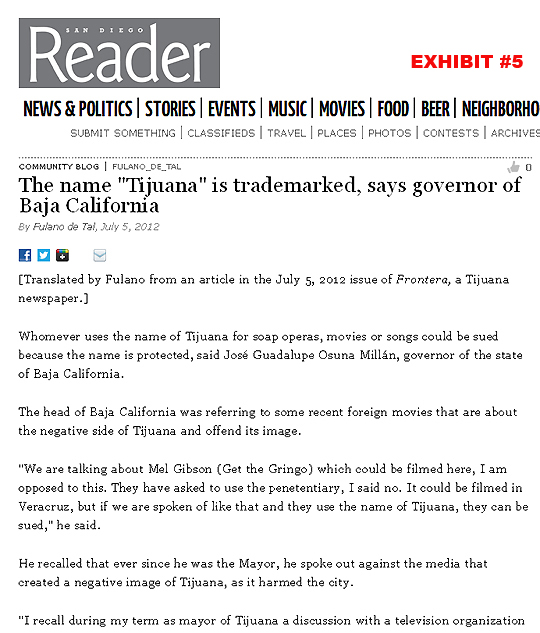 SAN DIEGO
Reader
EXHIBIT #5
NEWS & POLITICS | STORIES | EVENTS | MUSIC | MOVIES | FOOD | BEER | NEIGHBORHO
SUBMIT SOMETHING | CLASSIFIEDS | TRAVEL | PLACES | PHOTOS | CONTESTS | ARCHIVES
COMMUNITY BLOG | FULANO_DE_TAL 0
The name "Tijuana" is trademarked, says governor of
Baja California
By Fulano de Tal, July 5, 2012
[Translated by Fulano from an article in the July 5, 2012 issue of Frontera, a Tijuana
newspaper.]
Whomever uses the name of Tijuana for soap operas, movies or songs could be sued
because the name is protected, said José Guadalupe Osuna Millán, governor of the state
of Baja California.
The head of Baja California was referring to some recent foreign movies that are about
the negative side of Tijuana and offend its image.
"We are talking about Mel Gibson (Get the Gringo) which could be filmed here, I am
opposed to this. They have asked to use the penetentiary, I said no. It could be filmed in
Veracruz, but if we are spoken of like that and they use the name of Tijuana, they can be
sued," he said.
He recalled that ever since he was the Mayor, he spoke out against the media that
created a negative image of Tijuana, as it harmed the city.
"I recall during my term as mayor of Tijuana a discussion with a television organization